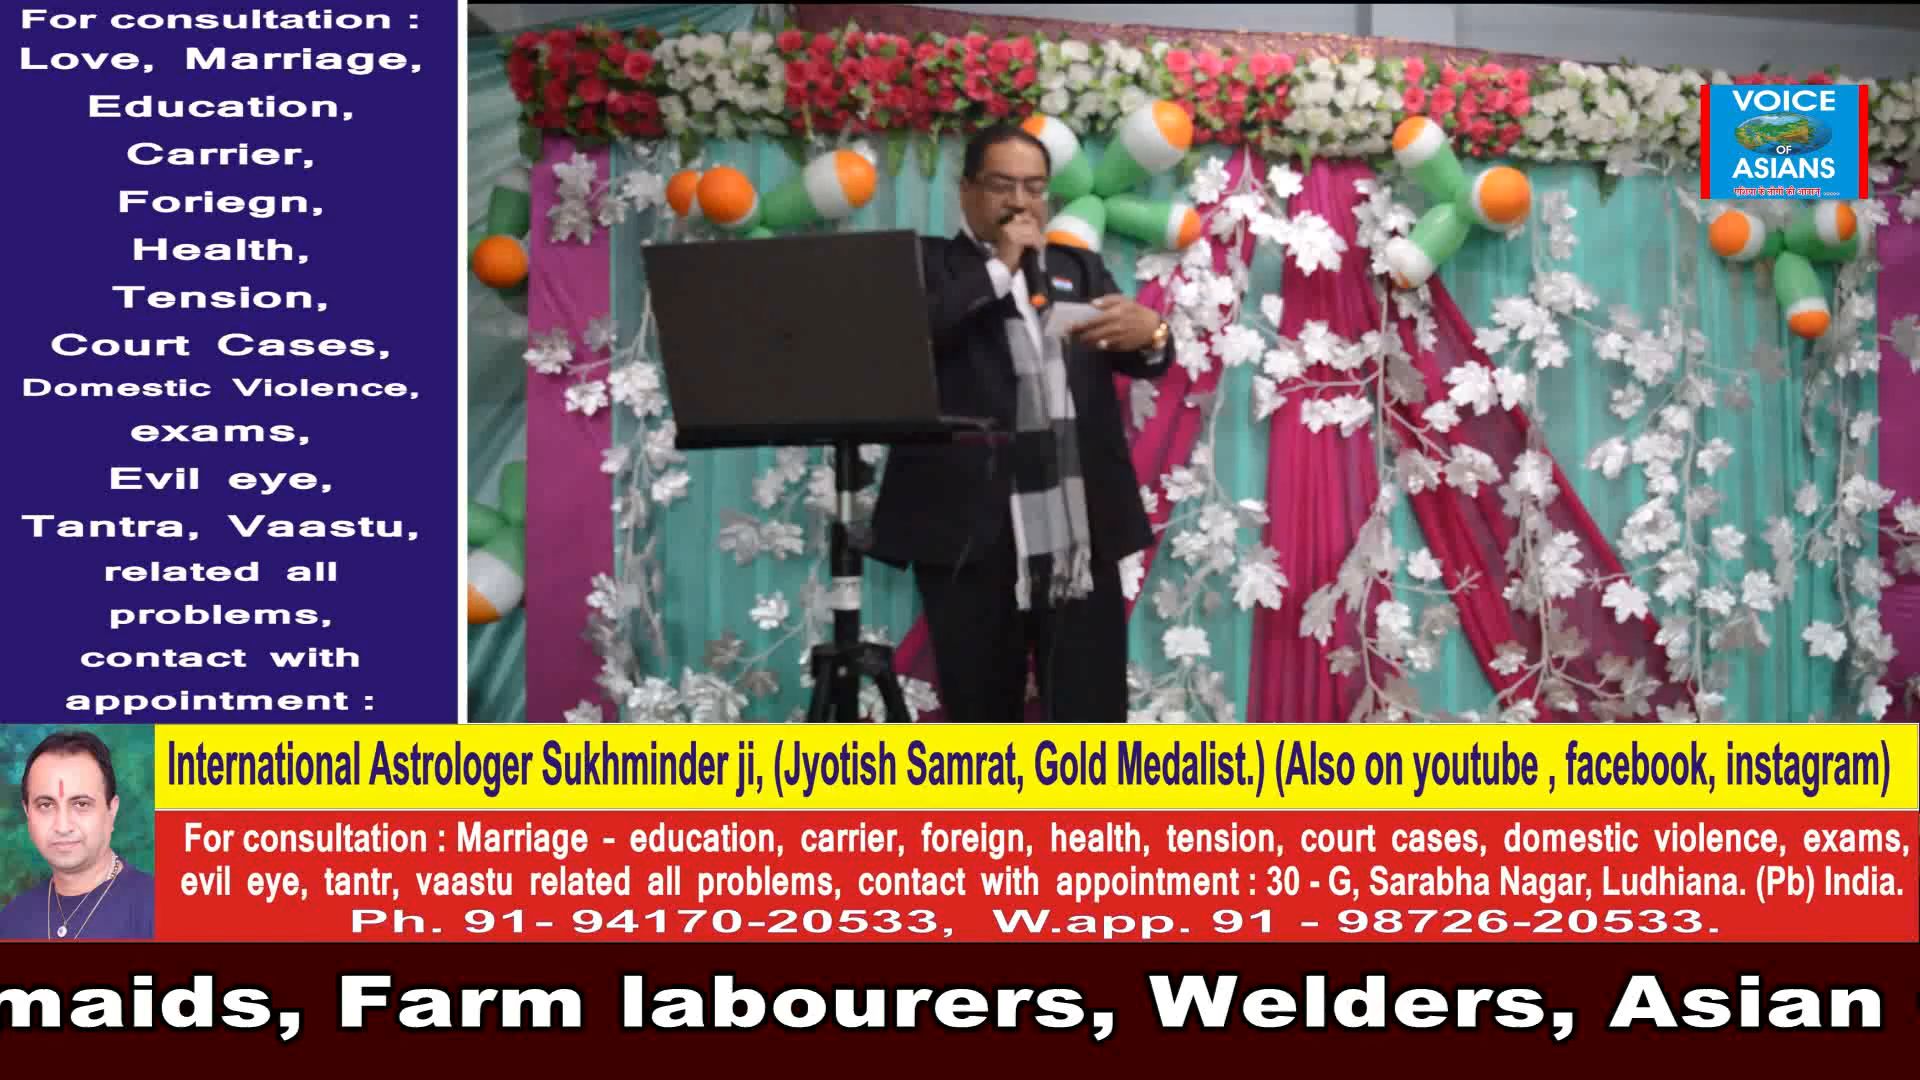 For consultation :
Love, Marriage,
Education,
Carrier,
Foriegn,
Health,
Tension,
Court Cases,
Domestic Violence,
exams,
Evil eye,
Tantra, Vaastu,
related all
problems,
contact with
appointment :
VOICE
OF
ASIANS
एशिया के लोगों की आवाज़ .....
International Astrologer Sukhminder ji, (Jyotish Samrat, Gold Medalist.) (Also on youtube , facebook, instagram)
For consultation : Marriage - education, carrier, foreign, health, tension, court cases, domestic violence, exams,
evil eye, tantr, vaastu related all problems, contact with appointment : 30 - G, Sarabha Nagar, Ludhiana. (Pb) India.
Ph. 91- 94170-20533, W.app. 91 - 98726-20533.
maids, Farm labourers, Welders, Asian